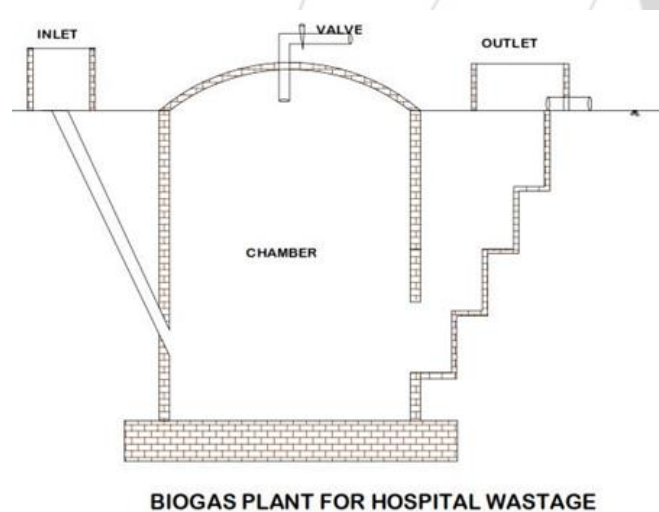 INLET
VALVE
OUTLET
CHAMBER
BIOGAS PLANT FOR HOSPITAL WASTAGE